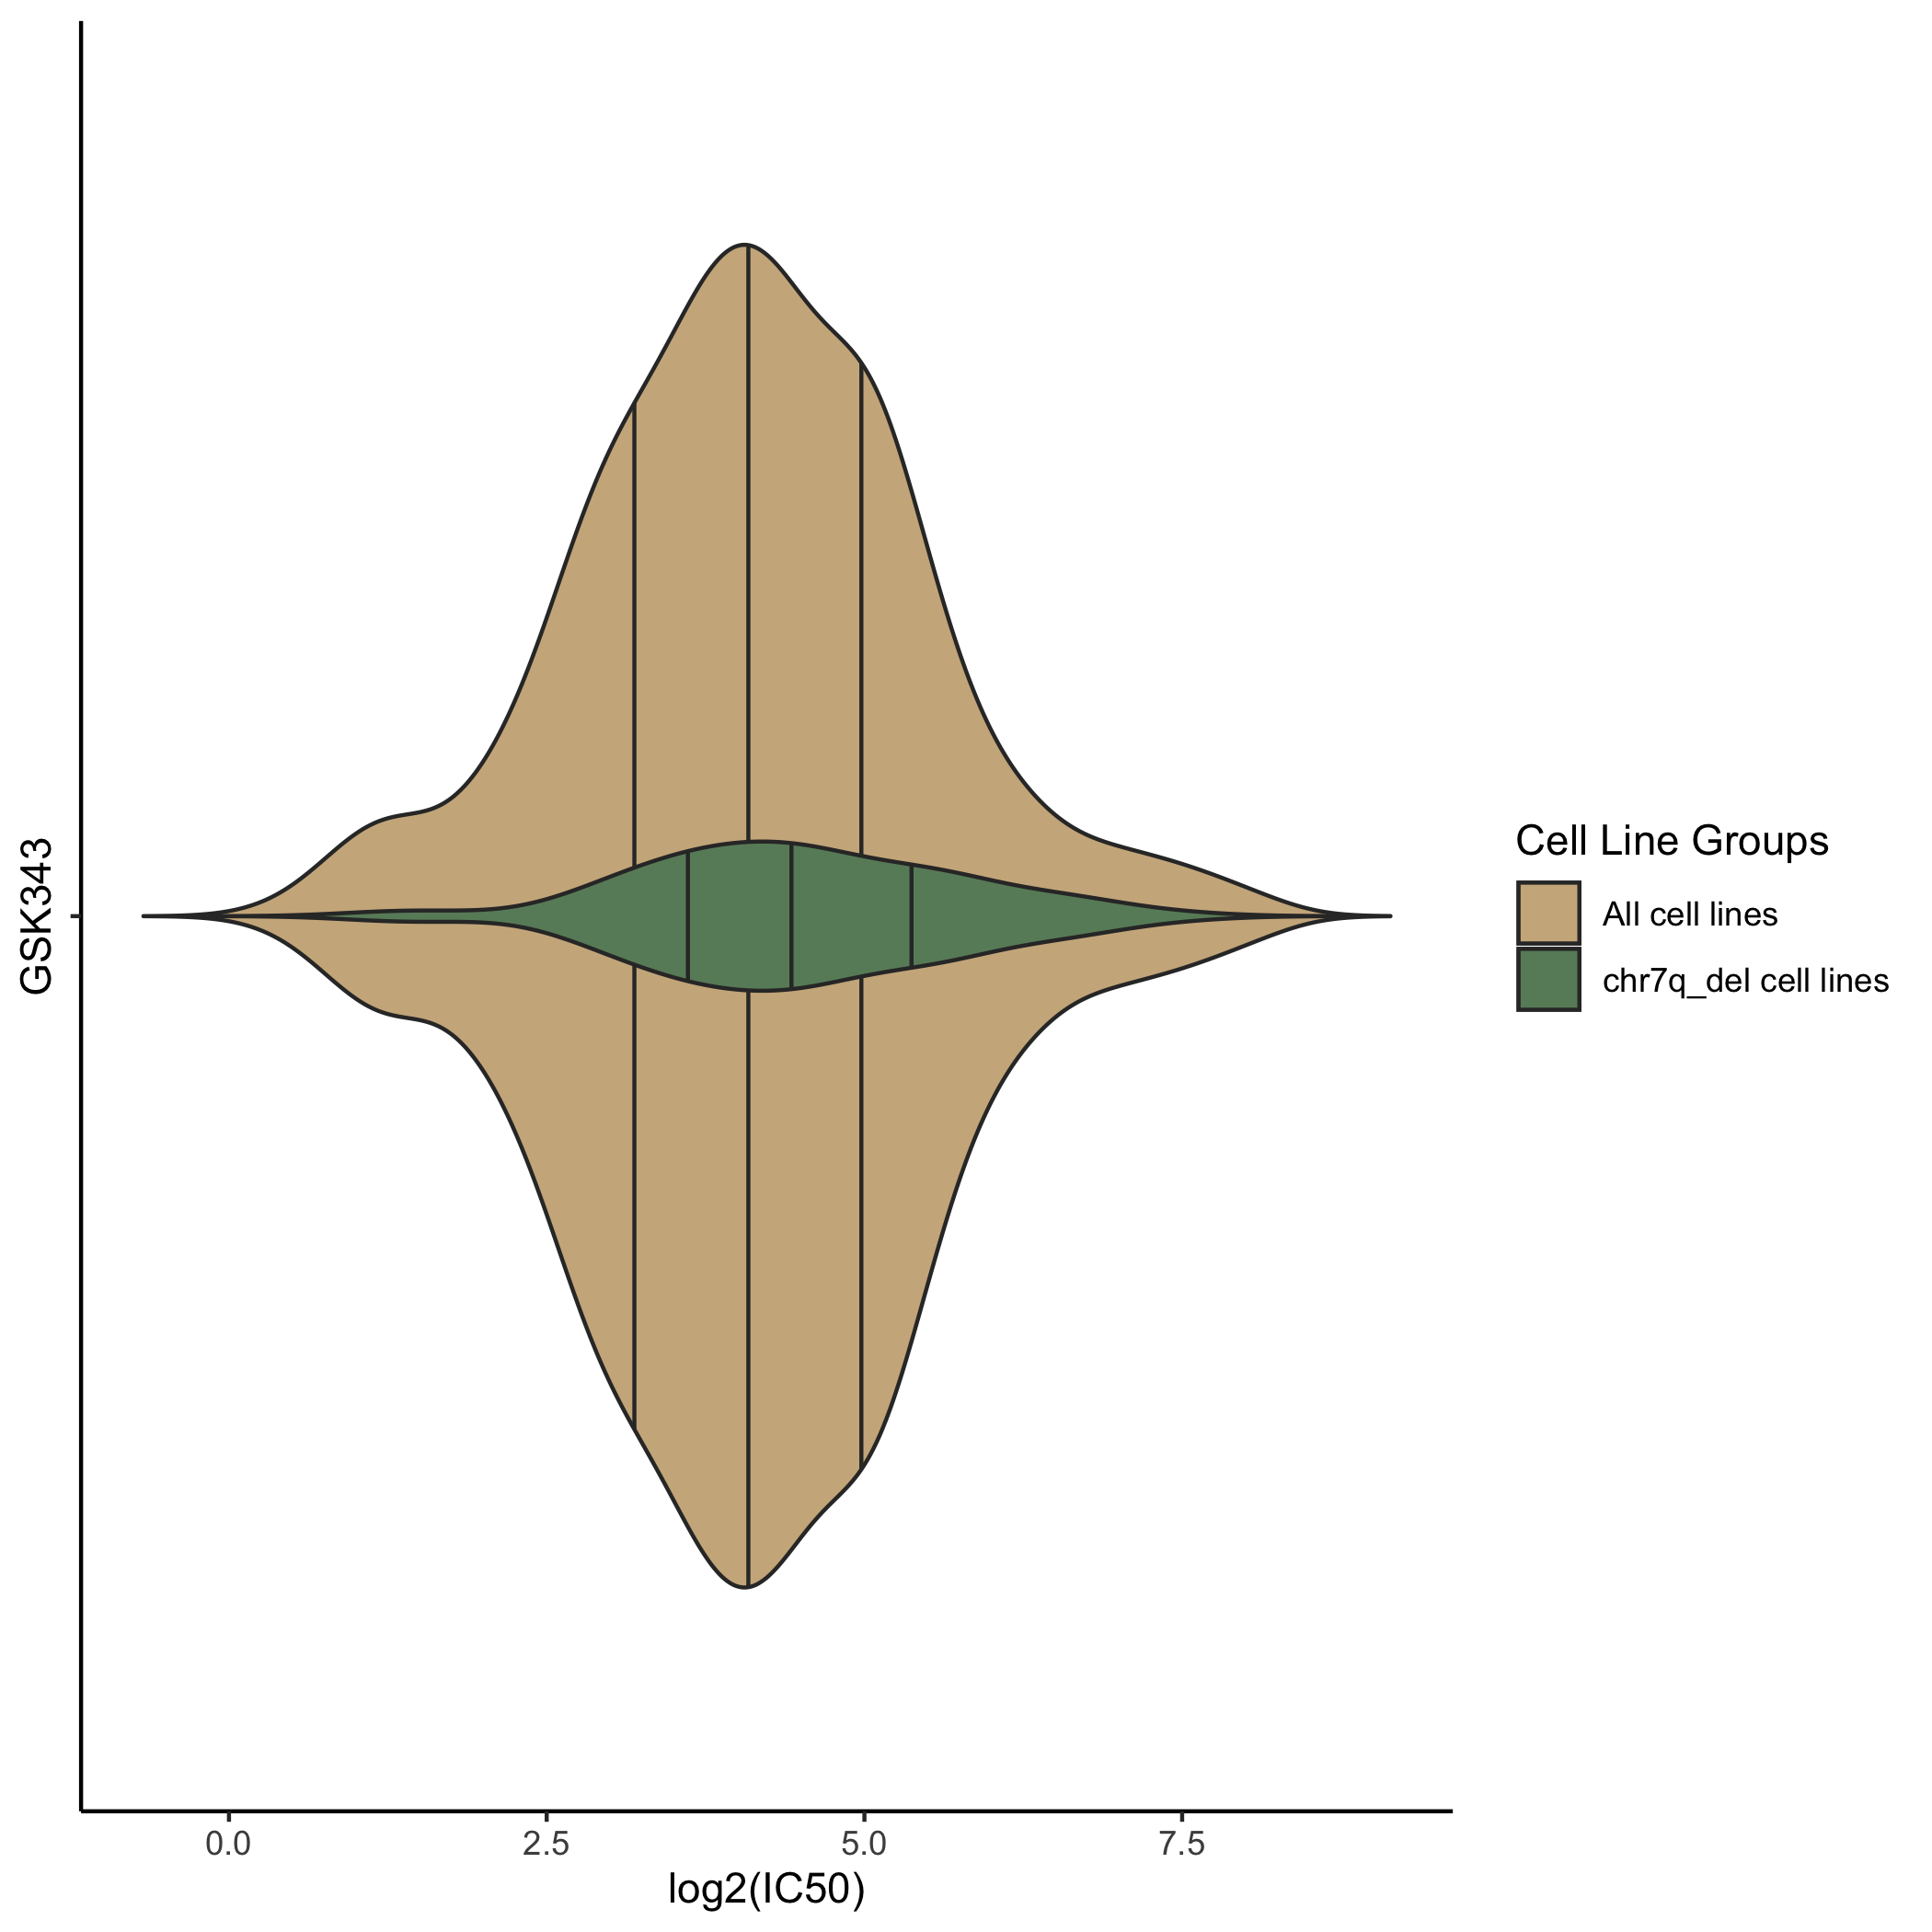 GSK343
0.0
2.5
5.0
7.5
log2(IC50)
Cell Line Groups
All cell lines
chr7q_del cell lines